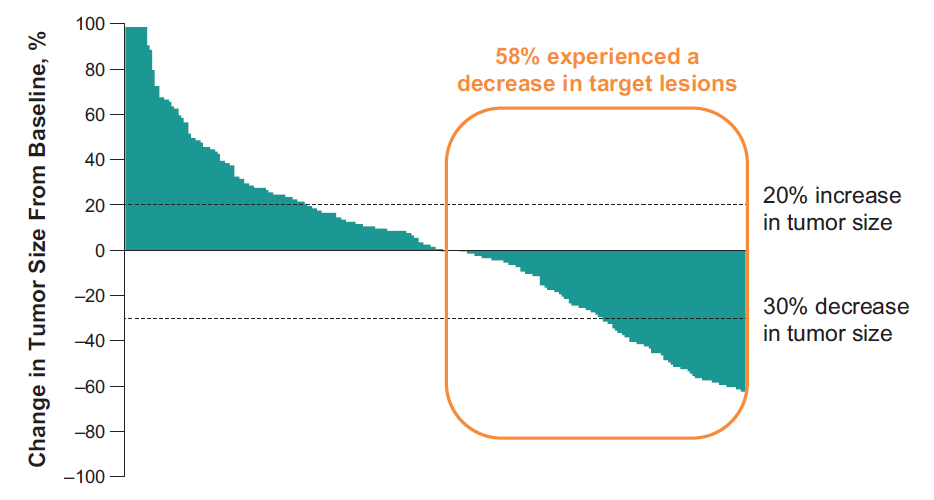 Change in Tumor Size From Baseline, %
100
80
60
40
20
0
–20
–40
–60
–80
–100
58% experienced a
decrease in target lesions
20% increase
in tumor size
30% decrease
in tumor size